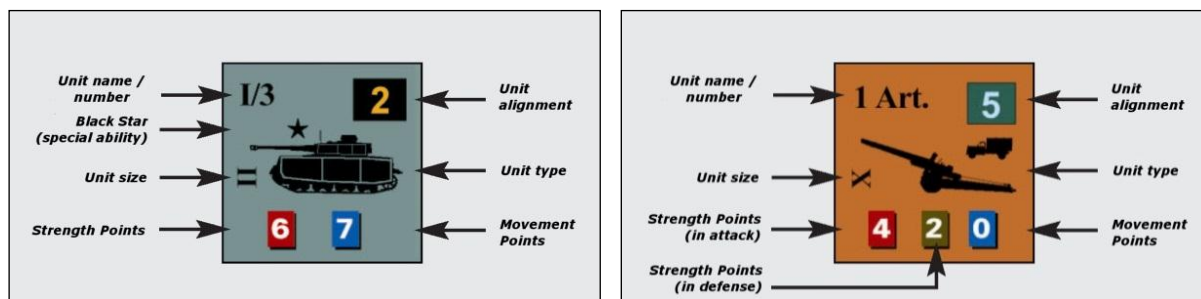 Unit name /
number
Black Star
(special ability)
Unit size
Strength Points
I/3
2
II
6 7
Unit
alignment
Unit type
Movement
Points
Unit name /
number
Unit size
Strength Points
(in attack)
Strength Points
(in defense)
1 Art.
5
X
4 2 0
Unit
alignment
Unit type
Movement
Points